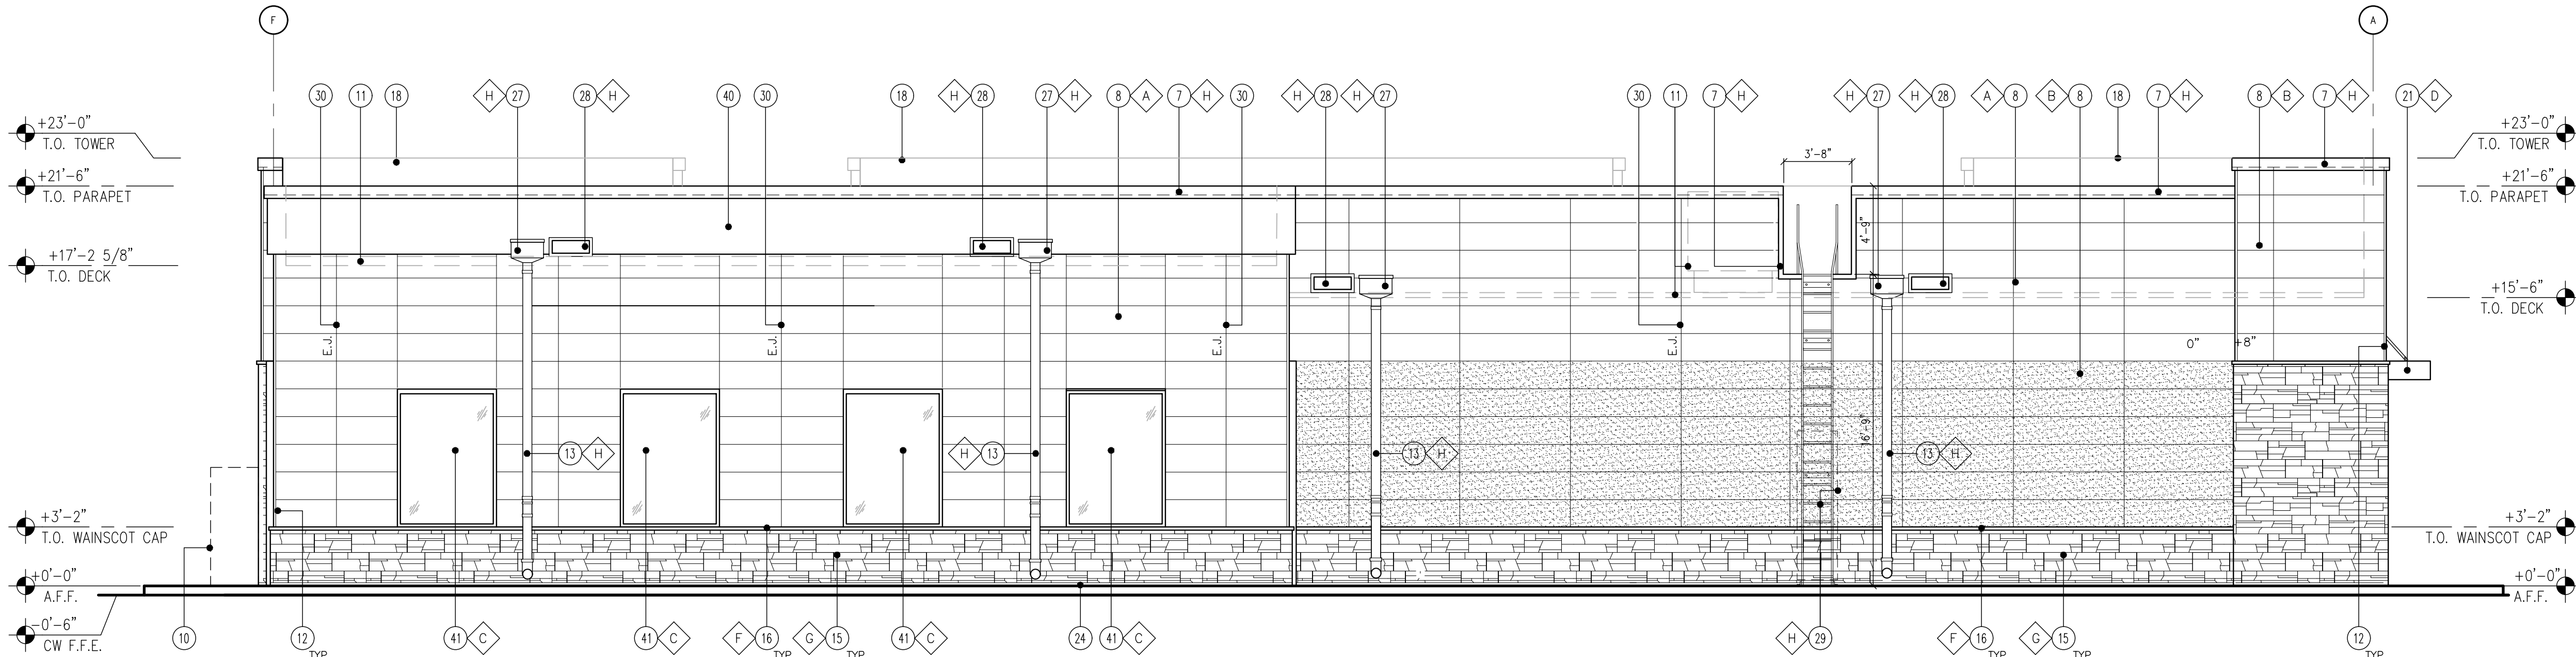 F
A
30
11
18
H 27
28 H
40
30
18
H 28
27 H
8 A
7 H
30
H 28
H 27
30
11
7 H
H 27
H 28
A 8
B 8
18
7 H
8 B
7 H
21 D
+23'-0"
T.O. TOWER
+21'-6"
T.O. PARAPET
+17'-2 5/8"
T.O. DECK
+3'-2"
T.O. WAINSCOT CAP
+0'-0"
A.F.F.
-0'-6"
CW F.F.E.
+23'-0"
T.O. TOWER
+21'-6"
T.O. PARAPET
+15'-6"
T.O. DECK
+3'-2"
T.O. WAINSCOT CAP
+0'-0"
A.F.F.
3'-8"
4'-9"
16'-9"
E.J.
E.J.
E.J.
E.J.
0"
+8"
13 H
H 13
13 H
13 H
10
12
TYP
41 C
41 C
F 16
TYP
G 15
TYP
41 C
24
41 C
H 29
F 16
TYP
G 15
TYP
12
TYP